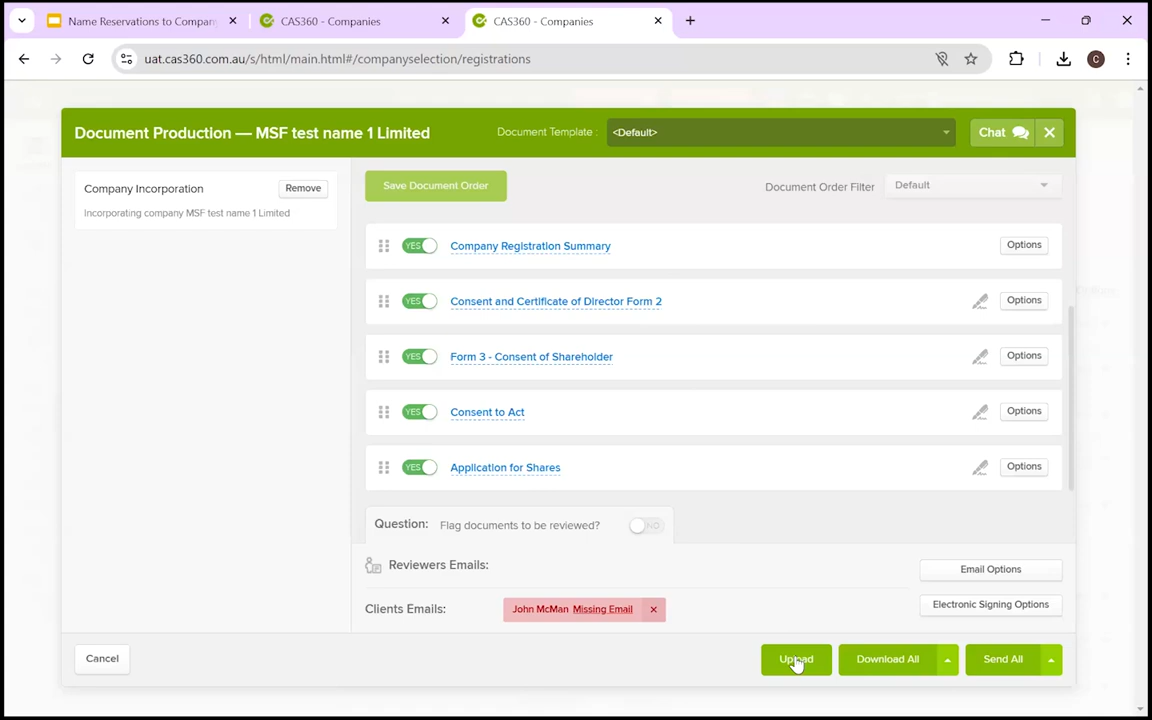 Name Reservations to Company
CAS360 - Companies
CAS360 - Companies
uat.cas360.com.au/s/html/main.html#/companyselection/registrations
C
Document Production — MSF test name 1 Limited
Document Template :
<Default>
Chat
Company Incorporation
Remove
Incorporating company MSF test name 1 Limited
Save Document Order
Document Order Filter
Default
YES
Company Registration Summary
Options
YES
Consent and Certificate of Director Form 2
Options
YES
Form 3 - Consent of Shareholder
Options
YES
Consent to Act
Options
YES
Application for Shares
Options
Question:
Flag documents to be reviewed?
NO
Reviewers Emails:
Email Options
Clients Emails:
John McMan Missing Email
Electronic Signing Options
Cancel
Upload
Download All
Send All